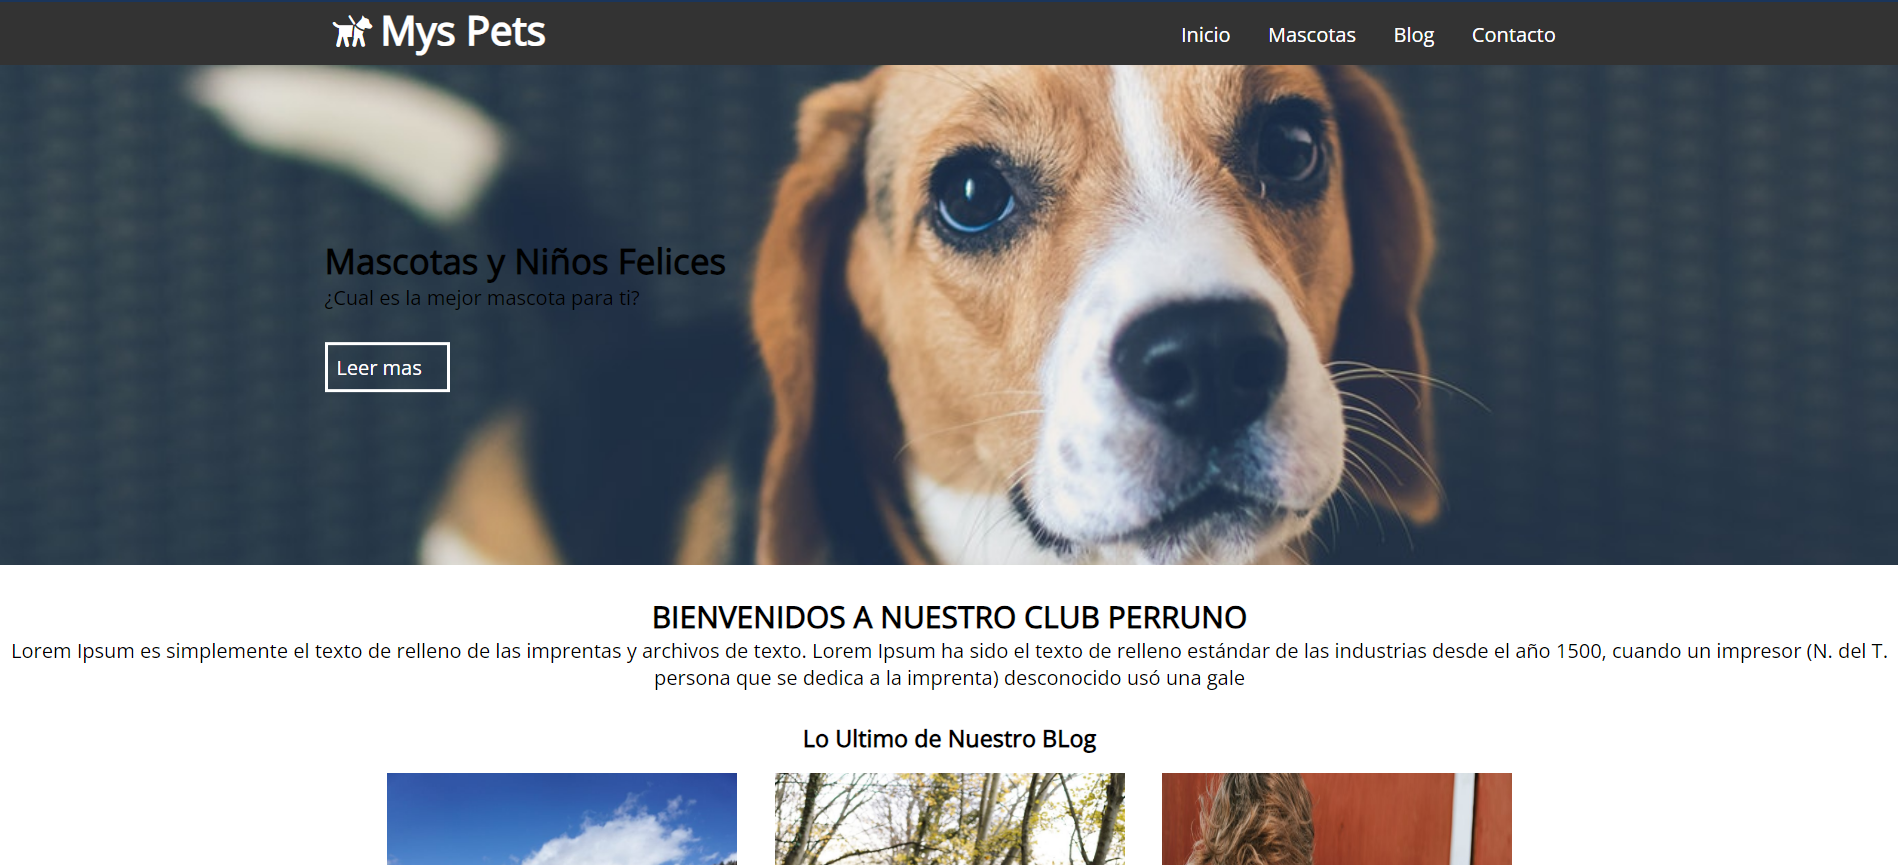 Mys Pets
Inicio Mascotas Blog Contacto
Mascotas y Niños Felices
¿Cual es la mejor mascota para ti?
Leer mas
BIENVENIDOS A NUESTRO CLUB PERRUNO
Lorem Ipsum es simplemente el texto de relleno de las imprentas y archivos de texto. Lorem Ipsum ha sido el texto de relleno estándar de las industrias desde el año 1500, cuando un impresor (N. del T.
persona que se dedica a la imprenta) desconocido usó una gale
Lo Ultimo de Nuestro BLog